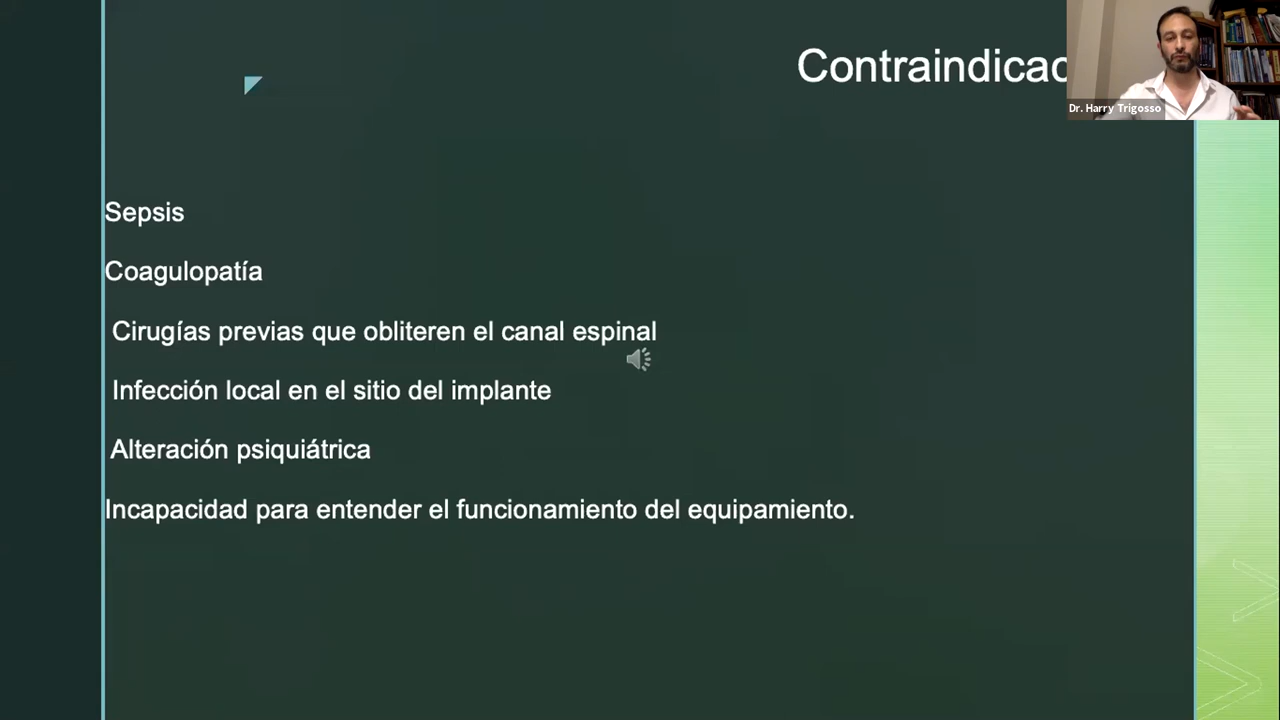 Contraindicac
Dr. Harry Trigosso
Sepsis
Coagulopatía
Cirugías previas que obliteren el canal espinal
Infección local en el sitio del implante
Alteración psiquiátrica
Incapacidad para entender el funcionamiento del equipamiento.